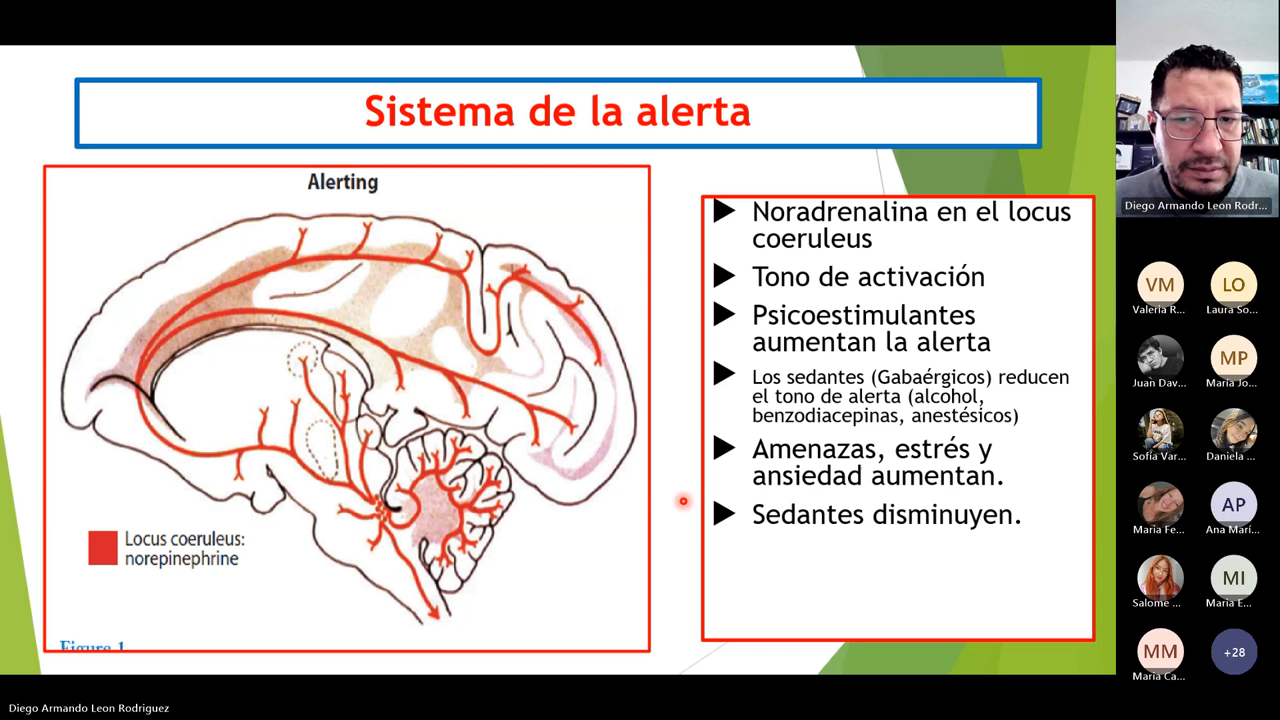 Sistema de la alerta
Alerting
Locus coeruleus:
norepinephrine
Figure 1
Noradrenalina en el locus
coeruleus
Tono de activación
Psicoestimulantes
aumentan la alerta
Los sedantes (Gabaérgicos) reducen
el tono de alerta (alcohol,
benzodiacepinas, anestésicos)
Amenazas, estrés y
ansiedad aumentan.
Sedantes disminuyen.
Diego Armando Leon Rodr...
VM
Valeria R...
LO
Laura So...
Juan Dav...
MP
María Jo...
Sofía Var...
Daniela ...
Maria Fe...
AP
Ana Marí...
Salome ...
MI
Maria E...
MM
Maria Ca...
+28
Diego Armando Leon Rodriguez